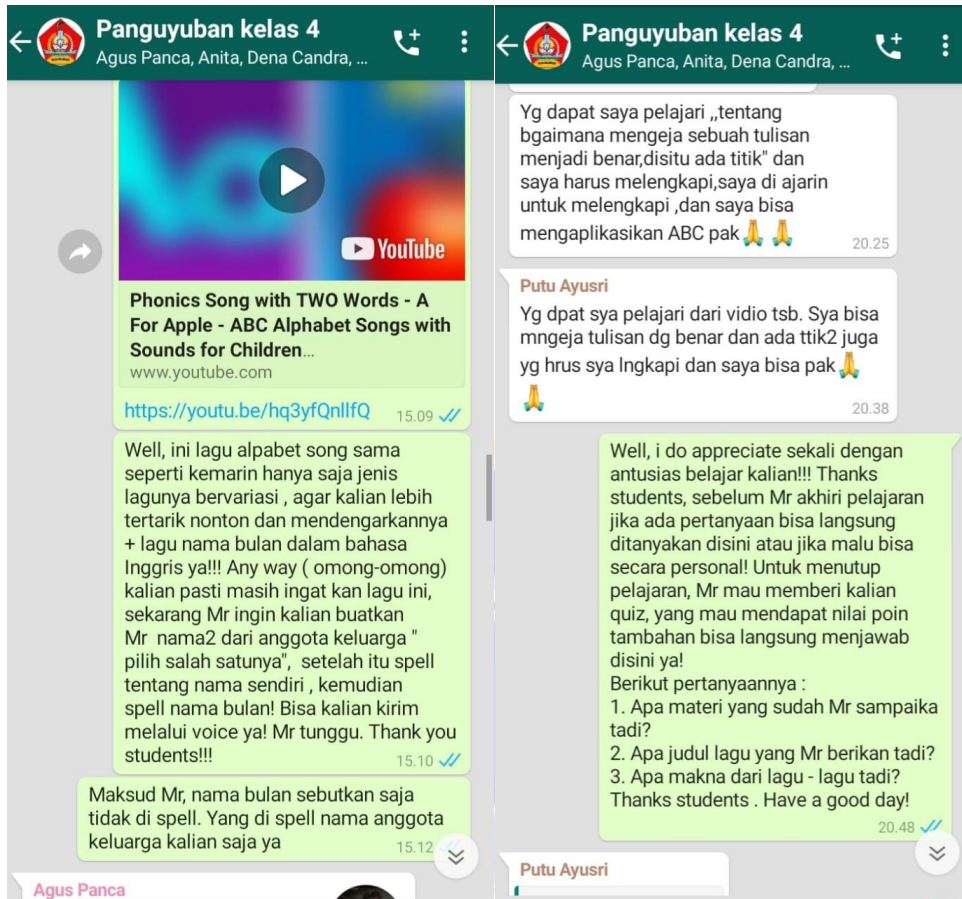 Panguyuban kelas 4
Agus Panca, Anita, Dena Candra, ...
YouTube
Phonics Song with TWO Words - A
For Apple - ABC Alphabet Songs with
Sounds for Children...
www.youtube.com
https://youtu.be/hq3yfQnllfQ 15.09
Well, ini lagu alpabet song sama
seperti kemarin hanya saja jenis
lagunya bervariasi , agar kalian lebih
tertarik nonton dan mendengarkannya
+ lagu nama bulan dalam bahasa
Inggris ya!!! Any way ( omong-omong)
kalian pasti masih ingat kan lagu ini,
sekarang Mr ingin kalian buatkan
Mr nama2 dari anggota keluarga "
pilih salah satunya", setelah itu spell
tentang nama sendiri , kemudian
spell nama bulan! Bisa kalian kirim
melalui voice ya! Mr tunggu. Thank you
students!!! 15.10
Maksud Mr, nama bulan sebutkan saja
tidak di spell. Yang di spell nama anggota
keluarga kalian saja ya 15.12
Agus Panca
Panguyuban kelas 4
Agus Panca, Anita, Dena Candra, ...
Yg dapat saya pelajari ,,tentang
bgaimana mengeja sebuah tulisan
menjadi benar,disitu ada titik" dan
saya harus melengkapi,saya di ajarin
untuk melengkapi ,dan saya bisa
mengaplikasikan ABC pak🙏 🙏 20.25
Putu Ayusri
Yg dpat sya pelajari dari vidio tsb. Sya bisa
mngeja tulisan dg benar dan ada ttik2 juga
yg hrus sya lngkapi dan saya bisa pak🙏
🙏 20.38
Well, i do appreciate sekali dengan
antusias belajar kalian!!! Thanks
students, sebelum Mr akhiri pelajaran
jika ada pertanyaan bisa langsung
ditanyakan disini atau jika malu bisa
secara personal! Untuk menutup
pelajaran, Mr mau memberi kalian
quiz, yang mau mendapat nilai poin
tambahan bisa langsung menjawab
disini ya!
Berikut pertanyaannya :
1. Apa materi yang sudah Mr sampaika
tadi?
2. Apa judul lagu yang Mr berikan tadi?
3. Apa makna dari lagu - lagu tadi?
Thanks students . Have a good day!
20.48
Putu Ayusri